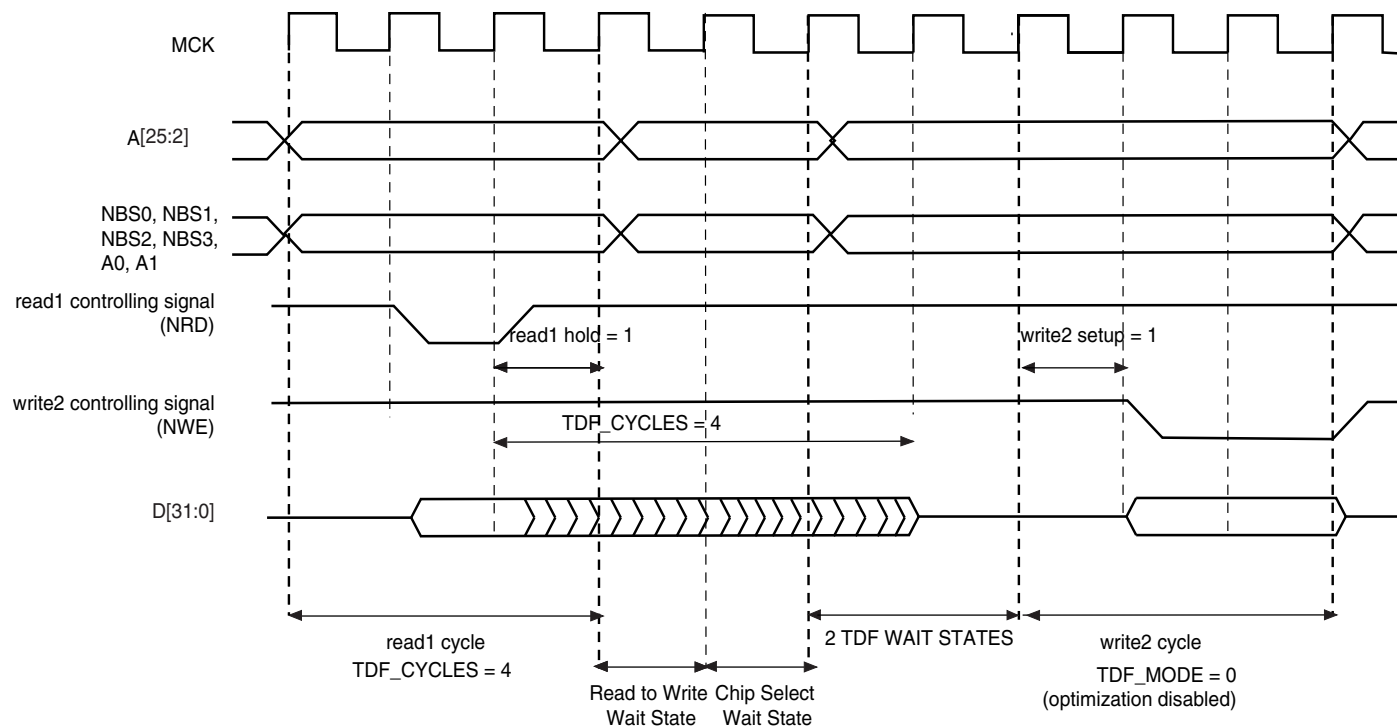 MCK
A[25:2]
NBS0, NBS1,
NBS2, NBS3,
A0, A1
read1 controlling signal
(NRD)
read1 hold = 1
write2 setup = 1
write2 controlling signal
(NWE)
TDF_CYCLES = 4
D[31:0]
read1 cycle
TDF_CYCLES = 4
2 TDF WAIT STATES
write2 cycle
TDF_MODE = 0
(optimization disabled)
Read to Write
Wait State
Chip Select
Wait State